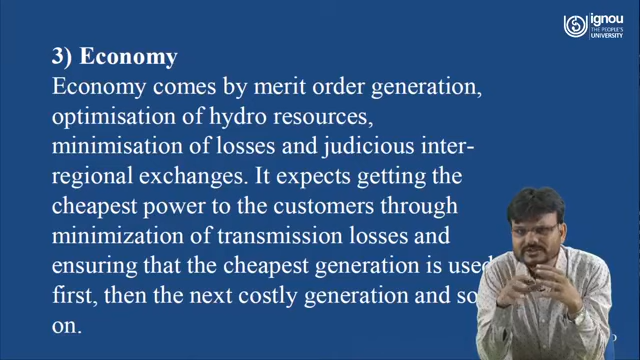 ignou
THE PEOPLE'S
UNIVERSITY
3) Economy
Economy comes by merit order generation,
optimisation of hydro resources,
minimisation of losses and judicious inter-
regional exchanges. It expects getting the
cheapest power to the customers through
minimization of transmission losses and
ensuring that the cheapest generation is used
first, then the next costly generation and so
on.